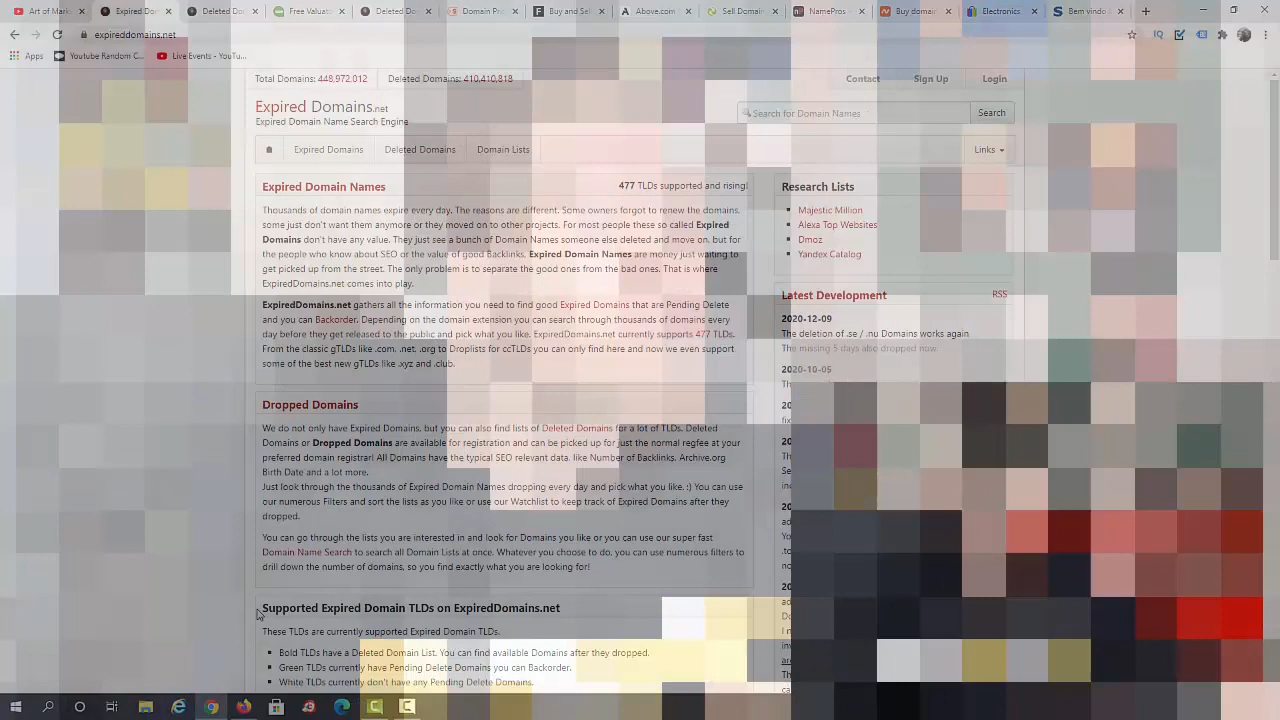 Art of Mark
Deleted Do
Deleted Do
Free Valuato
Deleted Do
Domain Pri
Buy and Sel
Above.com
Sell Domain
NamePros
Buy domain
Electronics
Bem vindo
expireddomains.net
Apps
Youtube Random C...
Live Events - YouTu...
Total Domains: 448,972,012
Deleted Domains: 410,410,818
Contact
Sign Up
Login
Expired Domains.net
Expired Domain Name Search Engine
Search for Domain Names
Search
Expired Domains
Deleted Domains
Domain Lists
Links
Expired Domain Names
477 TLDs supported and rising!
Thousands of domain names expire every day. The reasons are different. Some owners forgot to renew the domains,
some just don't want them anymore or they moved on to other projects. For most people these so called Expired
Domains don't have any value. They just see a bunch of Domain Names someone else deleted and move on, but for
the people who know about SEO or the value of good Backlinks, Expired Domain Names are money just waiting to
get picked up from the street. The only problem is to separate the good ones from the bad ones. That is where
ExpiredDomains.net comes into play.
ExpiredDomains.net gathers all the information you need to find good Expired Domains that are Pending Delete
and you can Backorder. Depending on the domain extension you can search through thousands of domains every
day before they get released to the public and pick what you like. ExpiredDomains.net currently supports 477 TLDs.
From the classic gTLDs like .com, .net, .org to Droplists for ccTLDs you can only find here and now we even support
some of the best new gTLDs like .xyz and .club.
Dropped Domains
We do not only have Expired Domains, but you can also find lists of Deleted Domains for a lot of TLDs. Deleted
Domains or Dropped Domains are available for registration and can be picked up for just the normal regfee at your
preferred domain registrar! All Domains have the typical SEO relevant data, like Number of Backlinks, Archive.org
Birth Date and a lot more.
Just look through the thousands of Expired Domain Names dropping every day and pick what you like. :) You can use
our numerous Filters and sort the lists as you like or use our Watchlist to keep track of Expired Domains after they
dropped.
You can go through the lists you are interested in and look for Domains you like or you can use our super fast
Domain Name Search to search all Domain Lists at once. Whatever you choose to do, you can use numerous filters to
drill down the number of domains, so you find exactly what you are looking for!
Supported Expired Domain TLDs on ExpiredDomains.net
These TLDs are currently supported Expired Domain TLDs.
Bold TLDs have a Deleted Domain List. You can find available Domains after they dropped.
Green TLDs currently have Pending Delete Domains you can Backorder.
White TLDs currently don't have any Pending Delete Domains.
Research Lists
Majestic Million
Alexa Top Websites
Dmoz
Yandex Catalog
Latest Development
RSS
2020-12-09
The deletion of .se / .nu Domains works again
The missing 5 days also dropped now.
2020-10-05